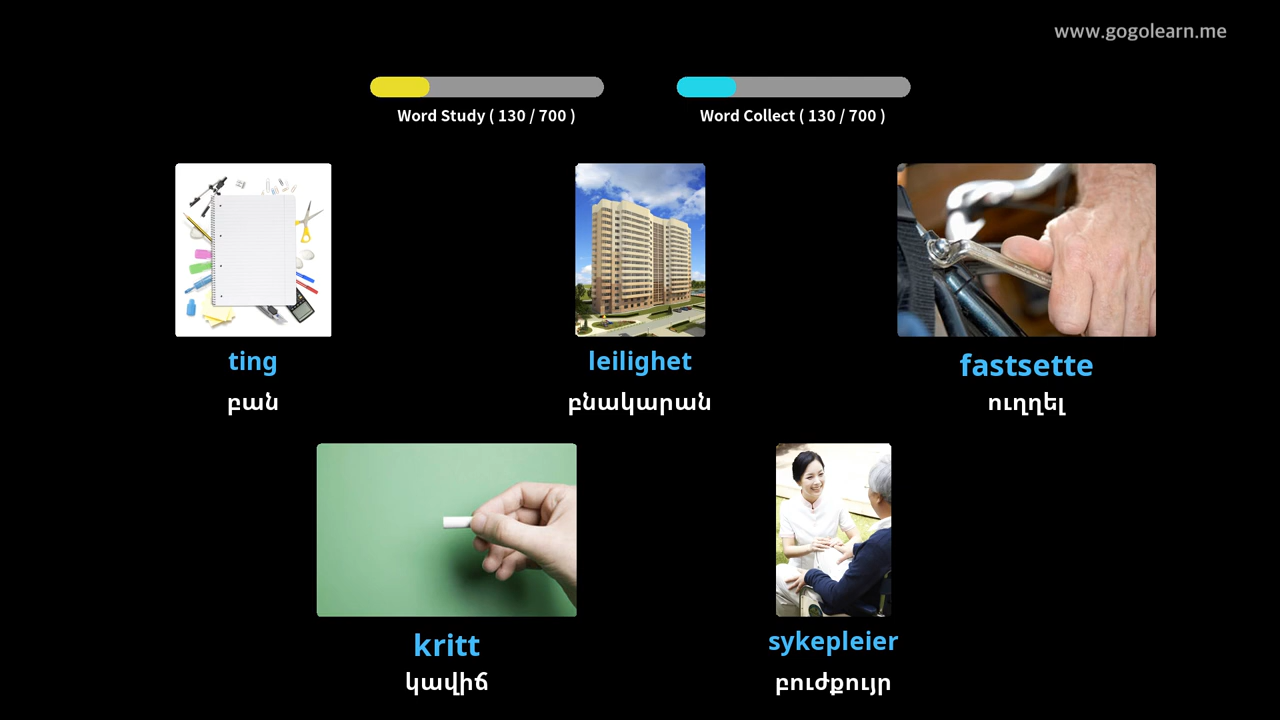 www.gogolearn.me
Word Study ( 130 / 700 )
Word Collect ( 130 / 700 )
ting
leilighet
fastsette
բան
բնակարան
ուղղել
kritt
sykepleier
կավիճ
բուժքույր